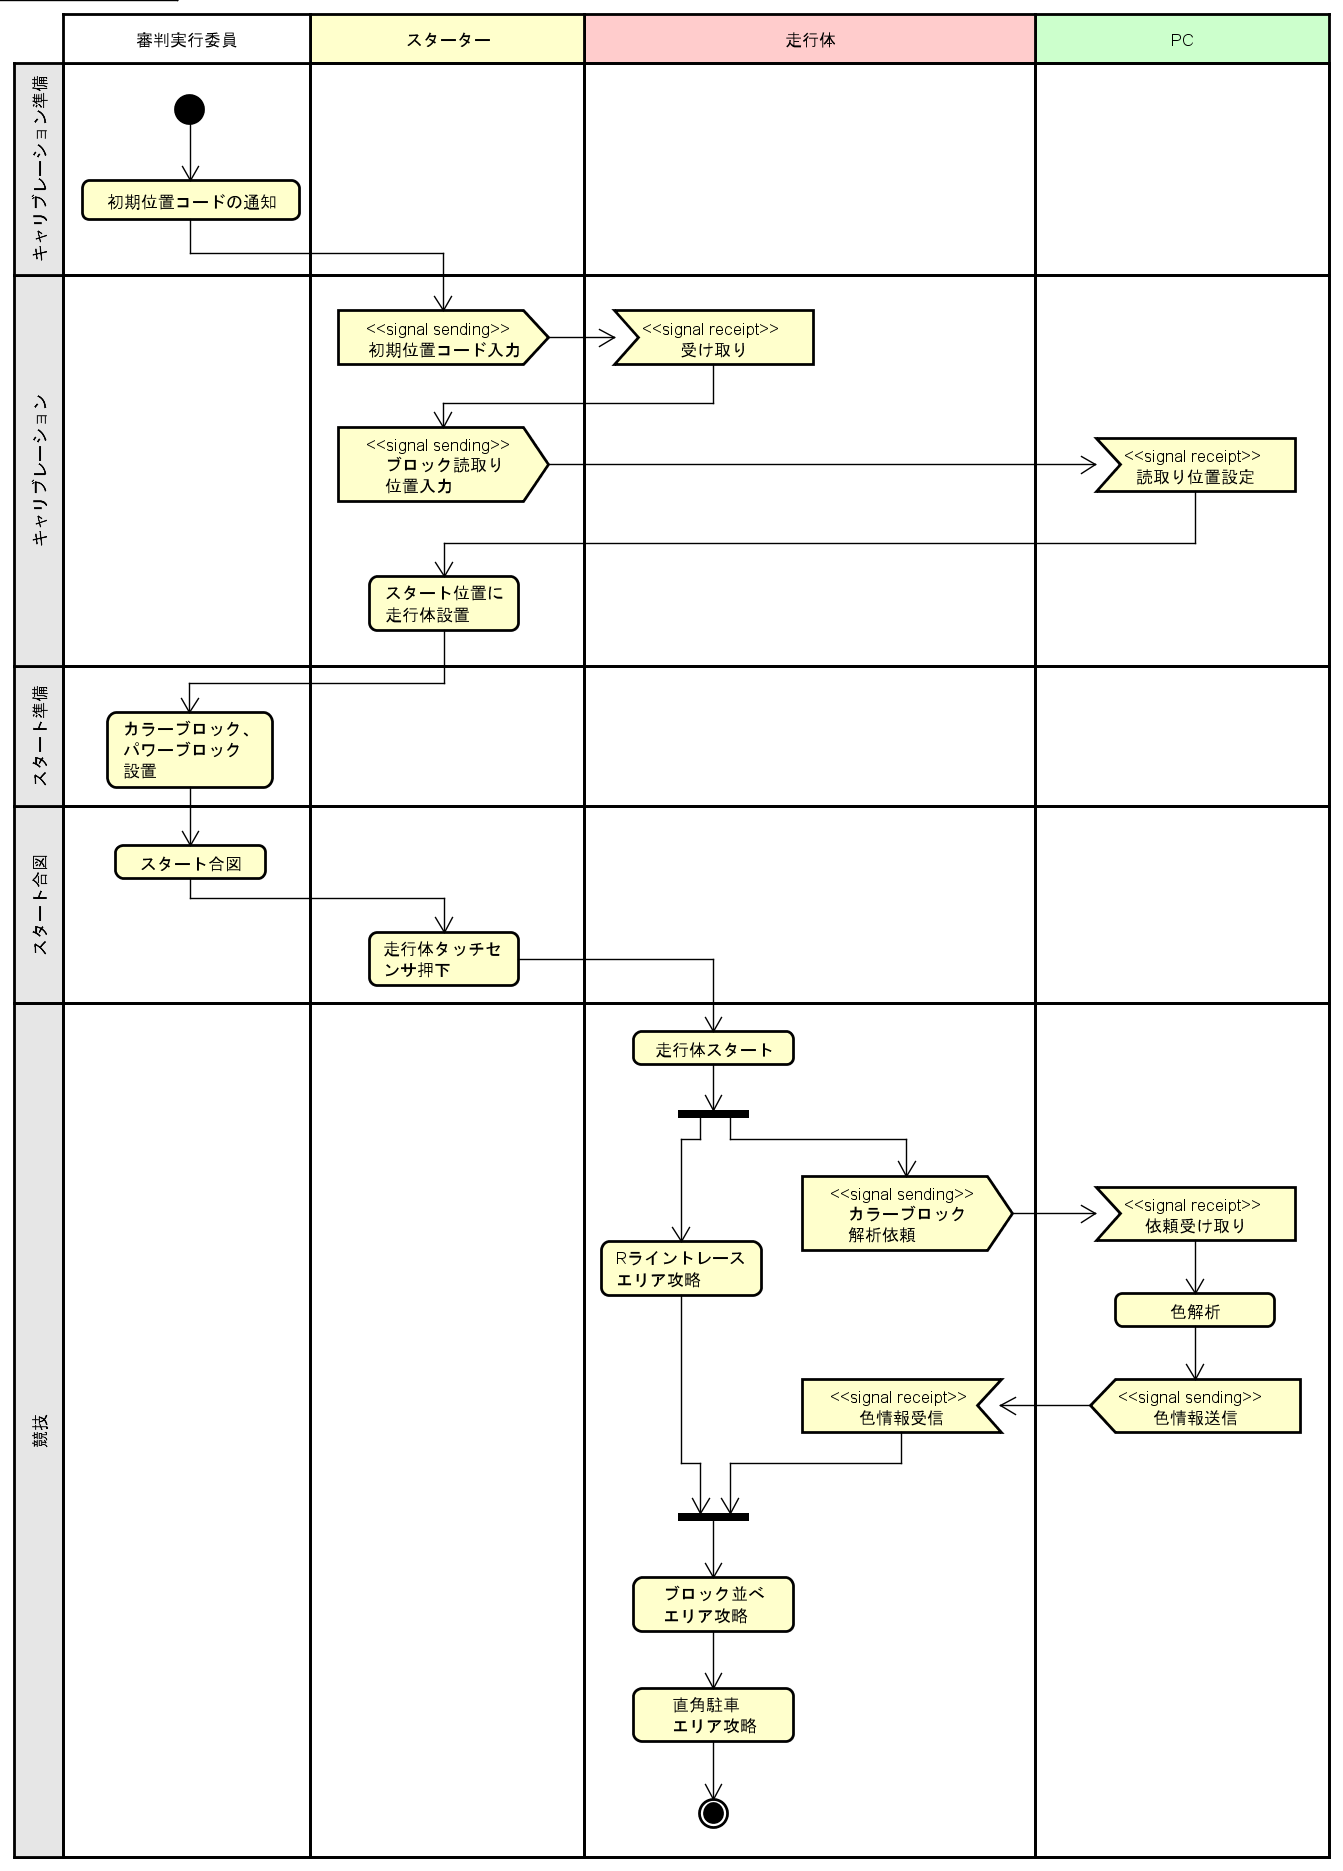 審判実行委員
スターター
走行体
PC
キャリブレーション準備
初期位置コードの通知
キャリブレーション
<<signal sending>>
初期位置コード入力
<<signal receipt>>
受け取り
<<signal sending>>
ブロック読取り
位置入力
<<signal receipt>>
読取り位置設定
スタート位置に
走行体設置
スタート準備
カラーブロック、
パワーブロック
設置
スタート合図
スタート合図
走行体タッチセ
ンサ押下
競技
走行体スタート
<<signal sending>>
カラーブロック
解析依頼
<<signal receipt>>
依頼受け取り
Rライントレース
エリア攻略
色解析
<<signal receipt>>
色情報受信
<<signal sending>>
色情報送信
ブロック並べ
エリア攻略
直角駐車
エリア攻略